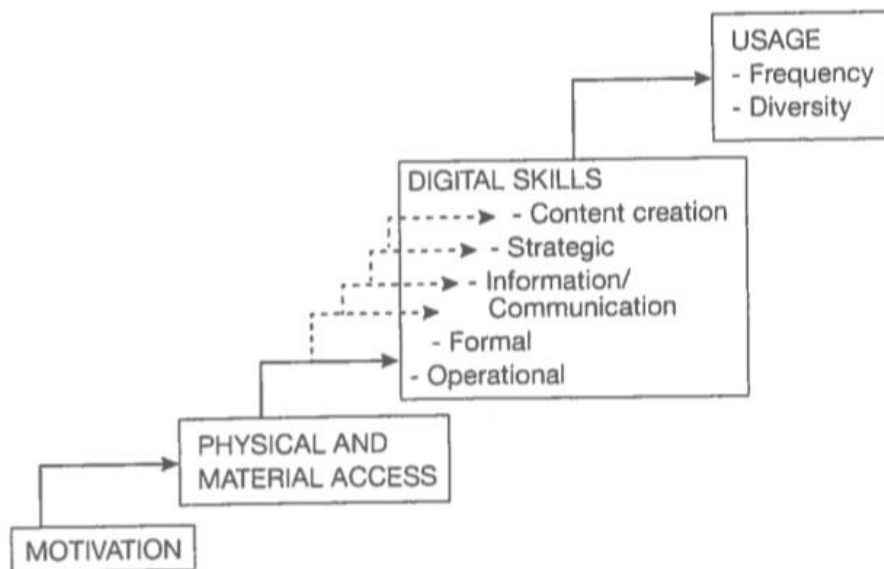 USAGE
- Frequency
- Diversity
DIGITAL SKILLS
- Content creation
- Strategic
- Information/
Communication
- Formal
- Operational
PHYSICAL AND
MATERIAL ACCESS
MOTIVATION